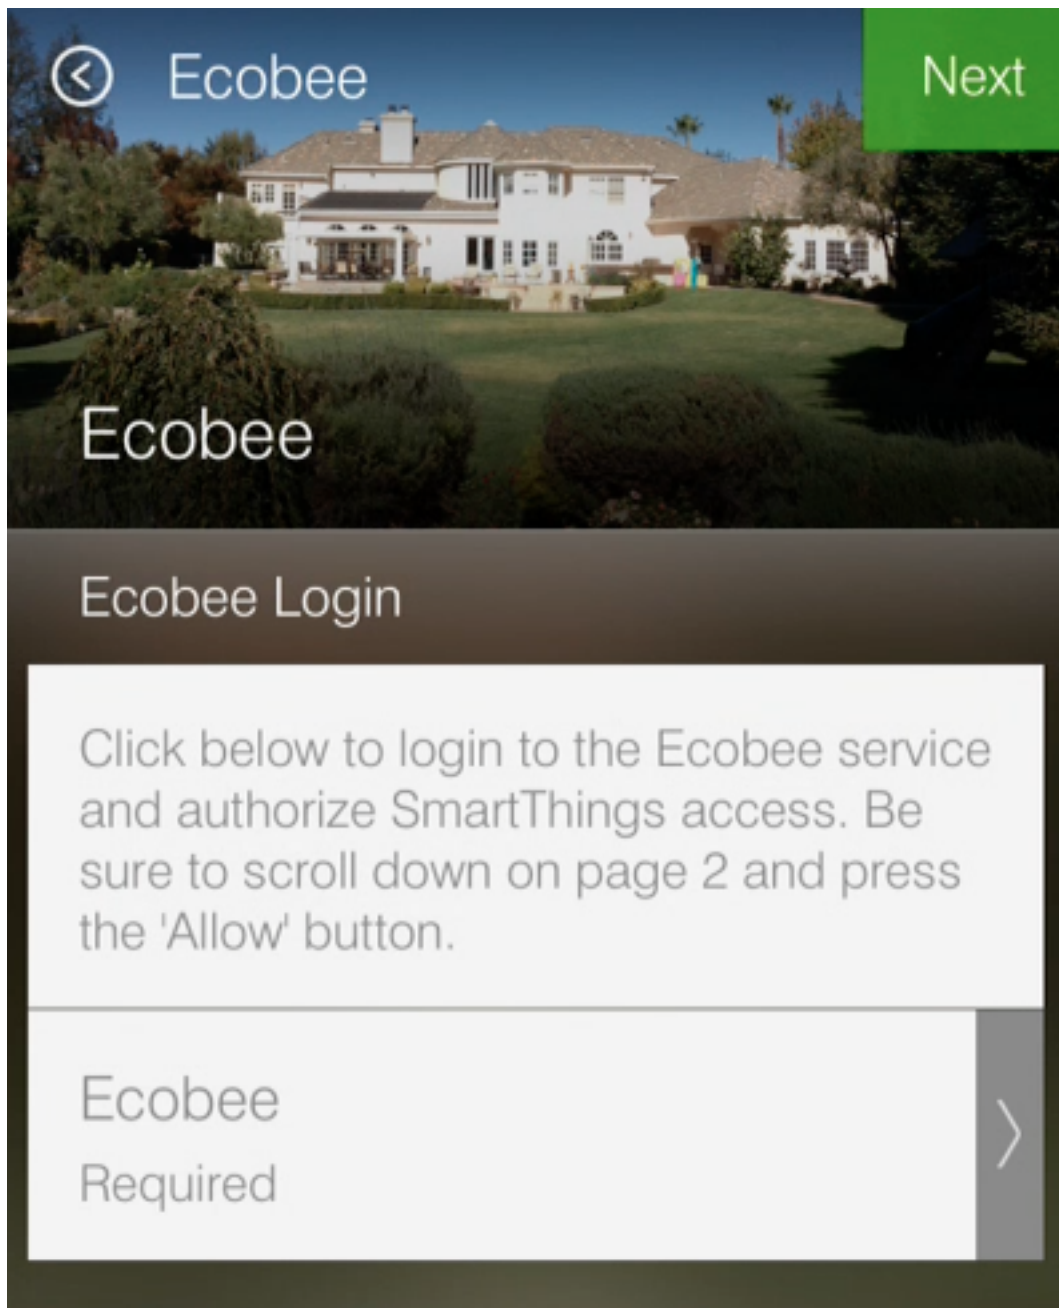 Ecobee
Next
Ecobee
Ecobee Login
Click below to login to the Ecobee service
and authorize SmartThings access. Be
sure to scroll down on page 2 and press
the 'Allow' button.
Ecobee
Required